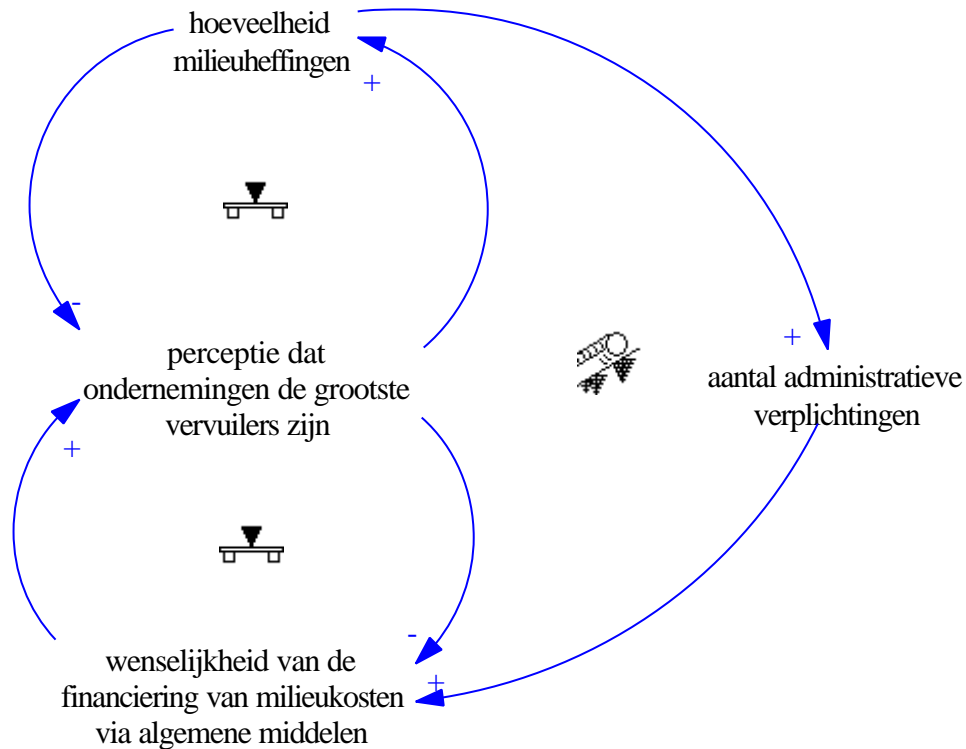 hoeveelheid
milieuheffingen
+
-
perceptie dat
ondernemingen de grootste
vervuilers zijn
+
+
aantal administratieve
verplichtingen
-
+
wenselijkheid van de
financiering van milieukosten
via algemene middelen